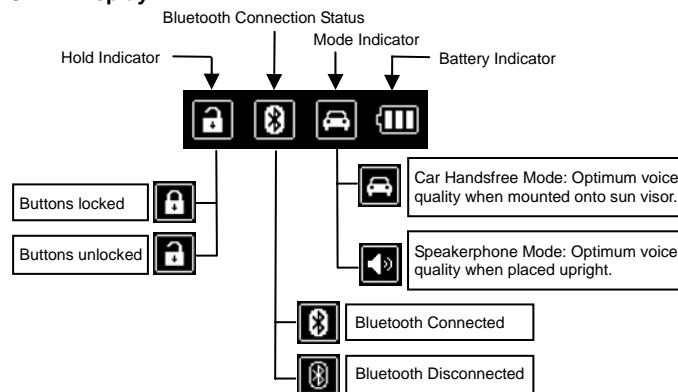 Bluetooth Connection Status
Mode Indicator
Hold Indicator
Battery Indicator
Car Handsfree Mode: Optimum voice
quality when mounted onto sun visor.
Buttons locked
Buttons unlocked
Speakerphone Mode: Optimum voice
quality when placed upright.
Bluetooth Connected
Bluetooth Disconnected